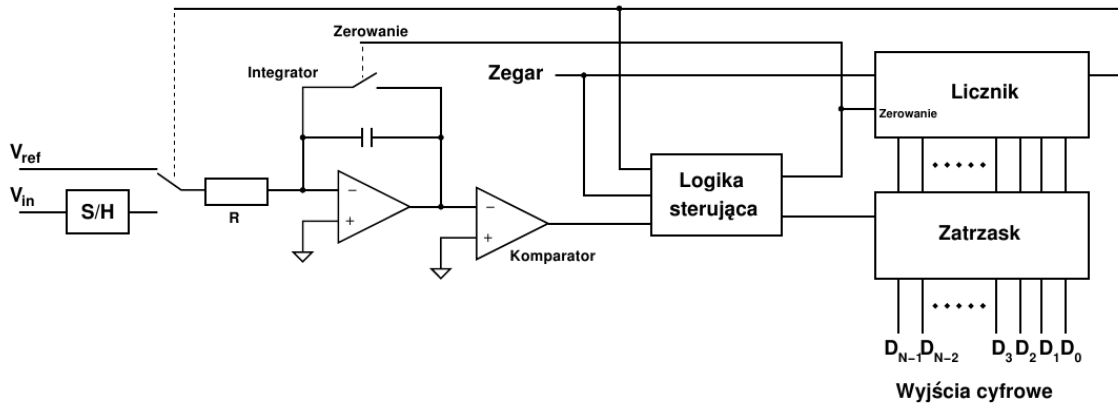 Zerowanie
Integrator
Zegar
Licznik
Zerowanie
V_ref
V_in
S/H
R
−
+
−
+
Komparator
Logika
sterująca
Zatrzask
D_N−1 D_N−2 D_3 D_2 D_1 D_0
Wyjścia cyfrowe